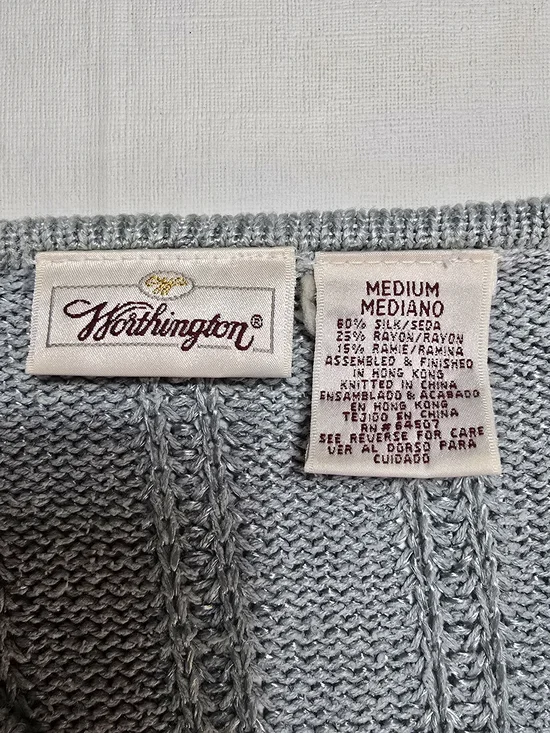 Worthington®
MEDIUM
MEDIANO
60% SILK/SEDA
25% RAYON/RAYON
15% RAMIE/RAMINA
ASSEMBLED & FINISHED
IN HONG KONG
KNITTED IN CHINA
ENSAMBLADO & ACABADO
EN HONG KONG
TEJIDO EN CHINA
RN# 64507
SEE REVERSE FOR CARE
VER AL DORSO PARA
CUIDADO